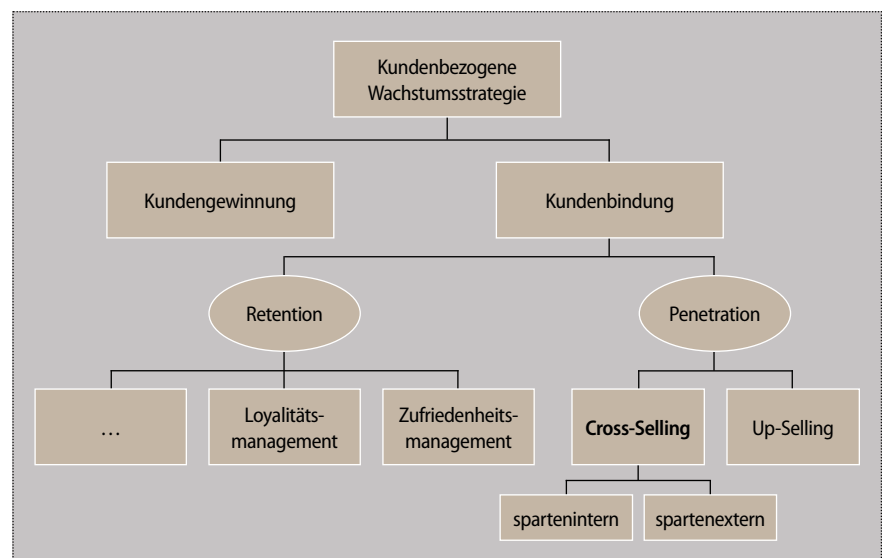 Kundenbezogene
Wachstumsstrategie
Kundengewinnung
Kundenbindung
Retention
Penetration
…
Loyalitäts-
management
Zufriedenheits-
management
Cross-Selling
Up-Selling
spartenintern
spartenextern